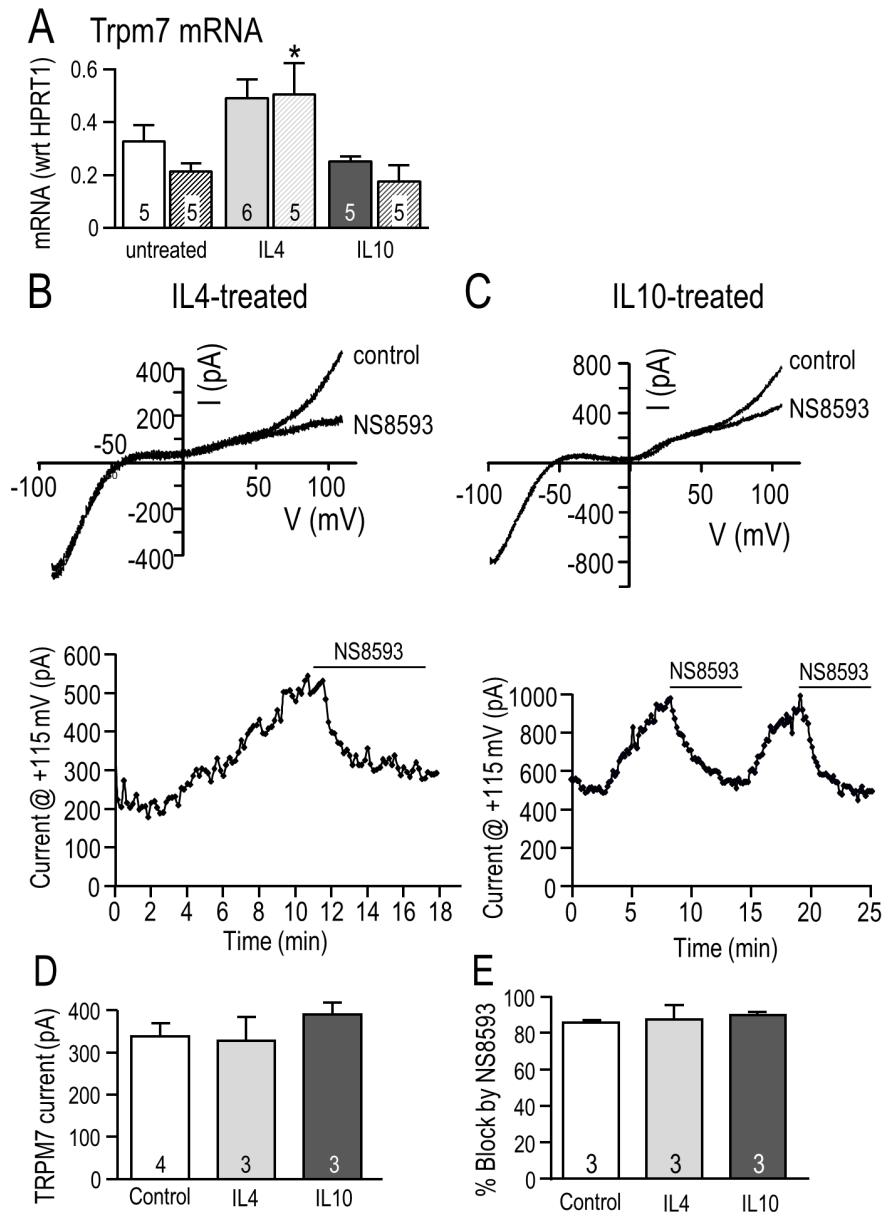 A Trpm7 mRNA
mRNA (wrt HPRT1)
0.6
0.4
0.2
0
*
5 5 6 5 5 5
untreated IL4 IL10
B IL4-treated
I (pA)
400
200
-200
-400
-100 -50 50 100
V (mV)
control
NS8593
C IL10-treated
I (pA)
800
400
-400
-800
-100 -50 50 100
V (mV)
control
NS8593
Current @ +115 mV (pA)
600
500
400
300
200
100
0
NS8593
0 2 4 6 8 10 12 14 16 18
Time (min)
Current @ +115 mV (pA)
1000
800
600
400
200
0
NS8593 NS8593
0 5 10 15 20 25
Time (min)
D
TRPM7 current (pA)
400
300
200
100
0
4 3 3
Control IL4 IL10
E
% Block by NS8593
100
80
60
40
20
0
3 3 3
Control IL4 IL10